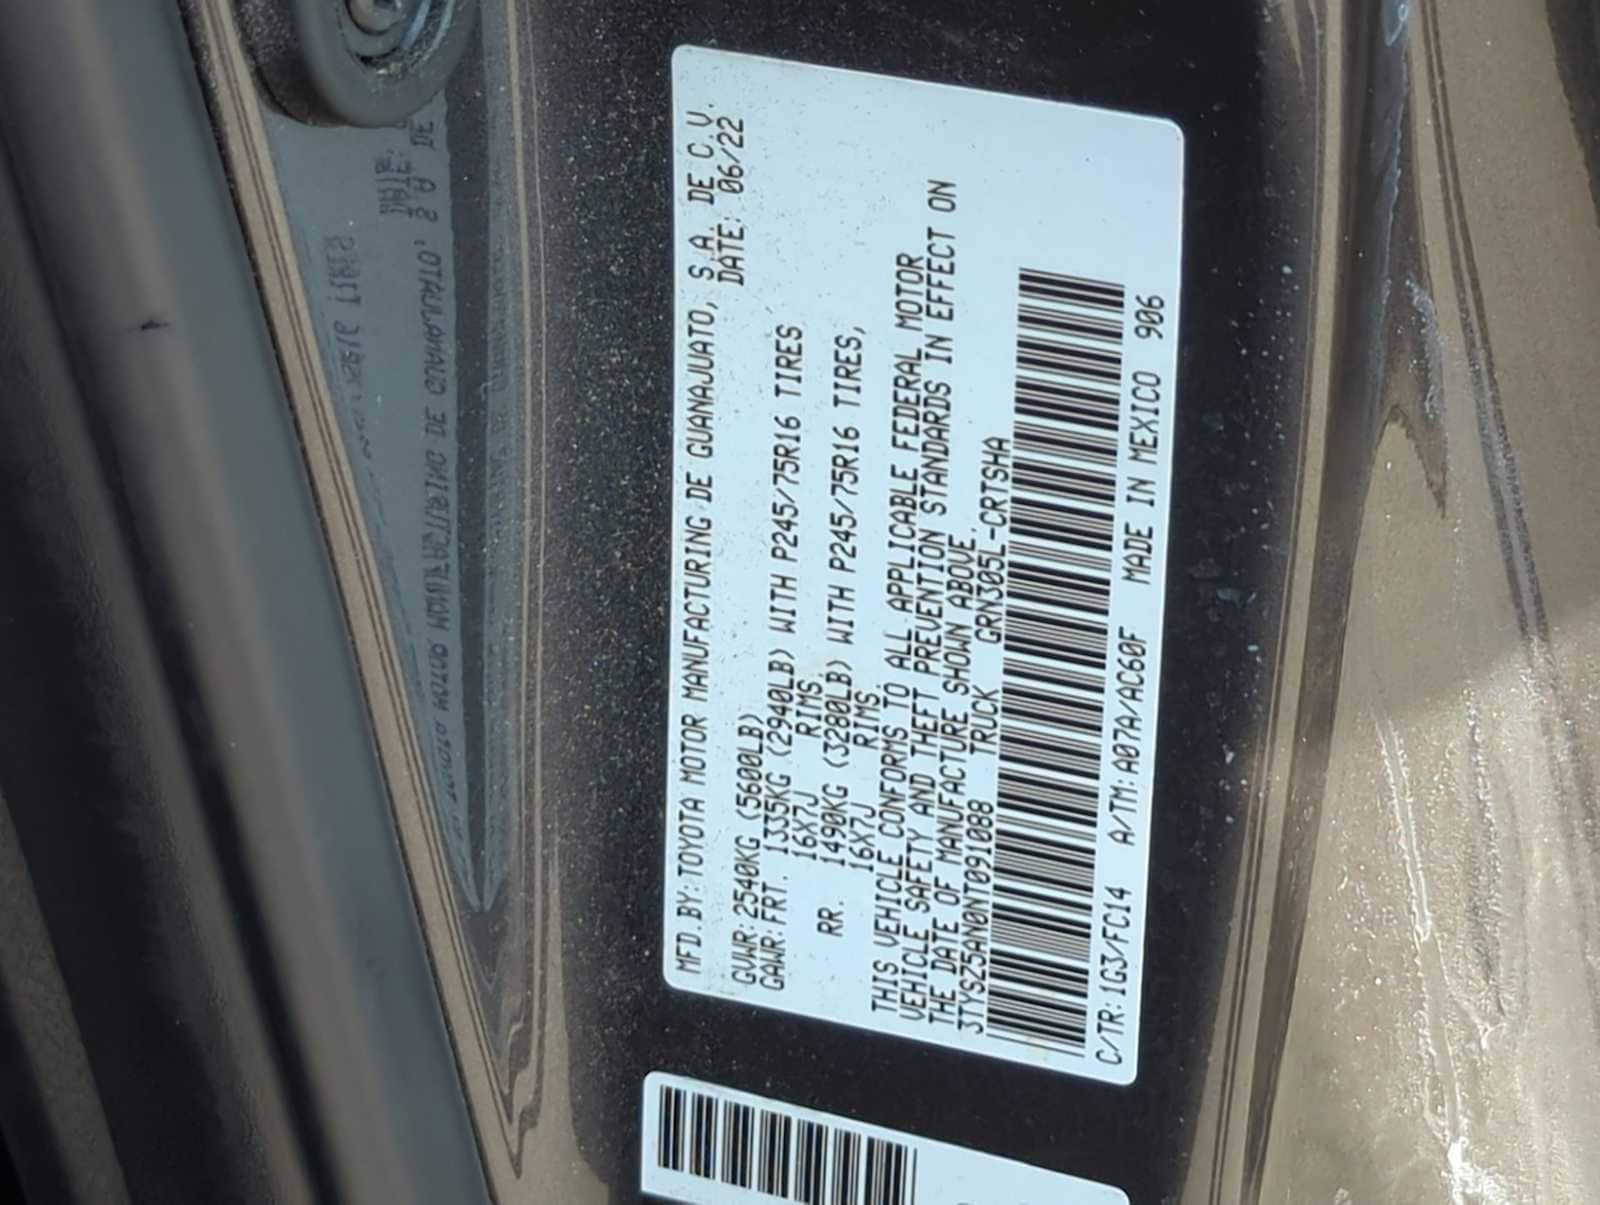 MFD.BY:TOYOTA MOTOR MANUFACTURING DE GUANAJUATO, S.A. DE C.V.
DATE: 06/22
GVWR:2540KG (5600LB)
GAWR:FRT. 1335KG (2940LB) WITH P245/75R16 TIRES
16X7J RIMS,
RR. 1490KG (3280LB) WITH P245/75R16 TIRES,
16X7J RIMS.
THIS VEHICLE CONFORMS TO ALL APPLICABLE FEDERAL MOTOR
VEHICLE SAFETY AND THEFT PREVENTION STANDARDS IN EFFECT ON
THE DATE OF MANUFACTURE SHOWN ABOVE.
3TYSZ5AN0NT091088 TRUCK GRN305L-CRTSHA
C/TR:1G3/FC14 A/TM:A07A/AC60F MADE IN MEXICO 906